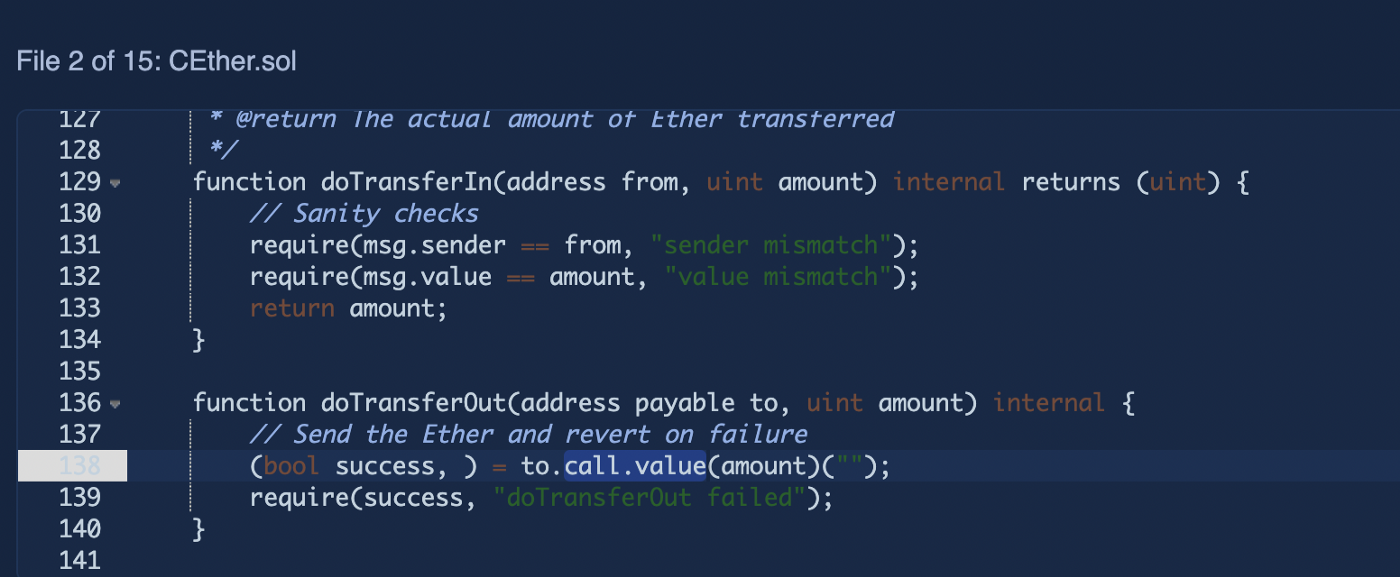 File 2 of 15: CEther.sol
127 * @return The actual amount of Ether transferred
128 */
129 function doTransferIn(address from, uint amount) internal returns (uint) {
130 // Sanity checks
131 require(msg.sender == from, "sender mismatch");
132 require(msg.value == amount, "value mismatch");
133 return amount;
134 }
135
136 function doTransferOut(address payable to, uint amount) internal {
137 // Send the Ether and revert on failure
138 (bool success, ) = to.call.value(amount)("");
139 require(success, "doTransferOut failed");
140 }
141